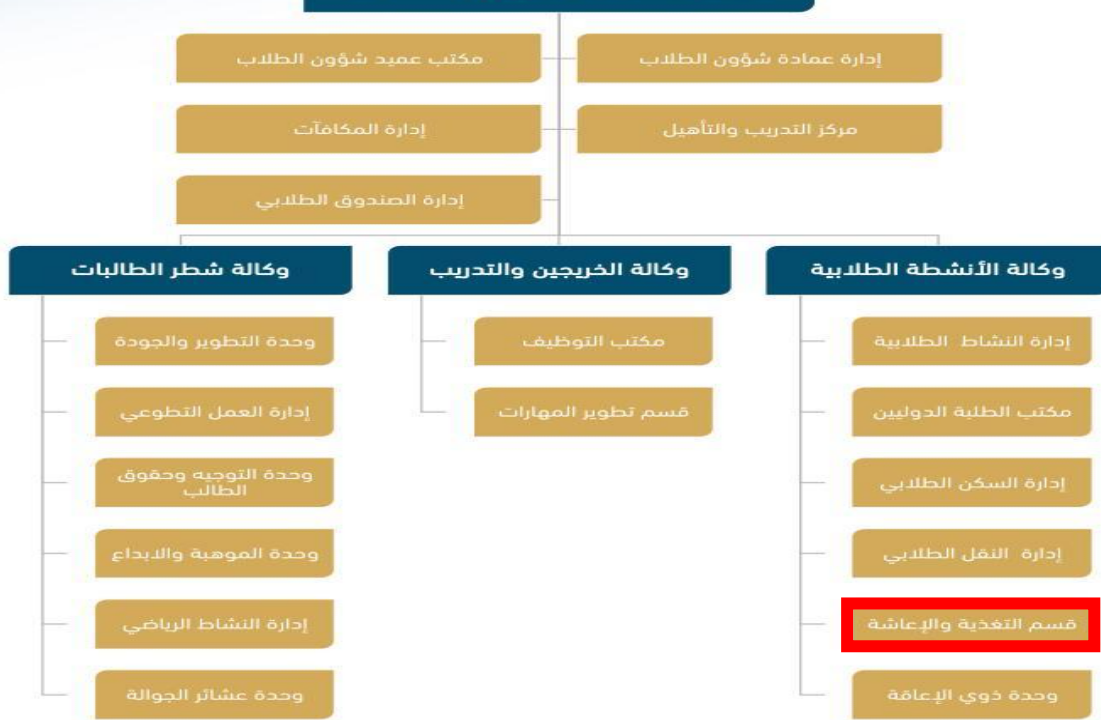 إدارة عمادة شؤون الطلاب
مكتب عميد شؤون الطلاب
مركز التدريب والتأهيل
إدارة المكافآت
إدارة الصندوق الطلابي
وكالة الأنشطة الطلابية
إدارة النشاط الطلابية
مكتب الطلبة الدوليين
إدارة السكن الطلابي
إدارة النقل الطلابي
قسم التغذية والإعاشة
وحدة ذوي الإعاقة
وكالة الخريجين والتدريب
مكتب التوظيف
قسم تطوير المهارات
وكالة شطر الطالبات
وحدة التطوير والجودة
إدارة العمل التطوعي
وحدة التوجيه وحقوق
الطالب
وحدة الموهبة والابداع
إدارة النشاط الرياضي
وحدة عشائر الجوالة